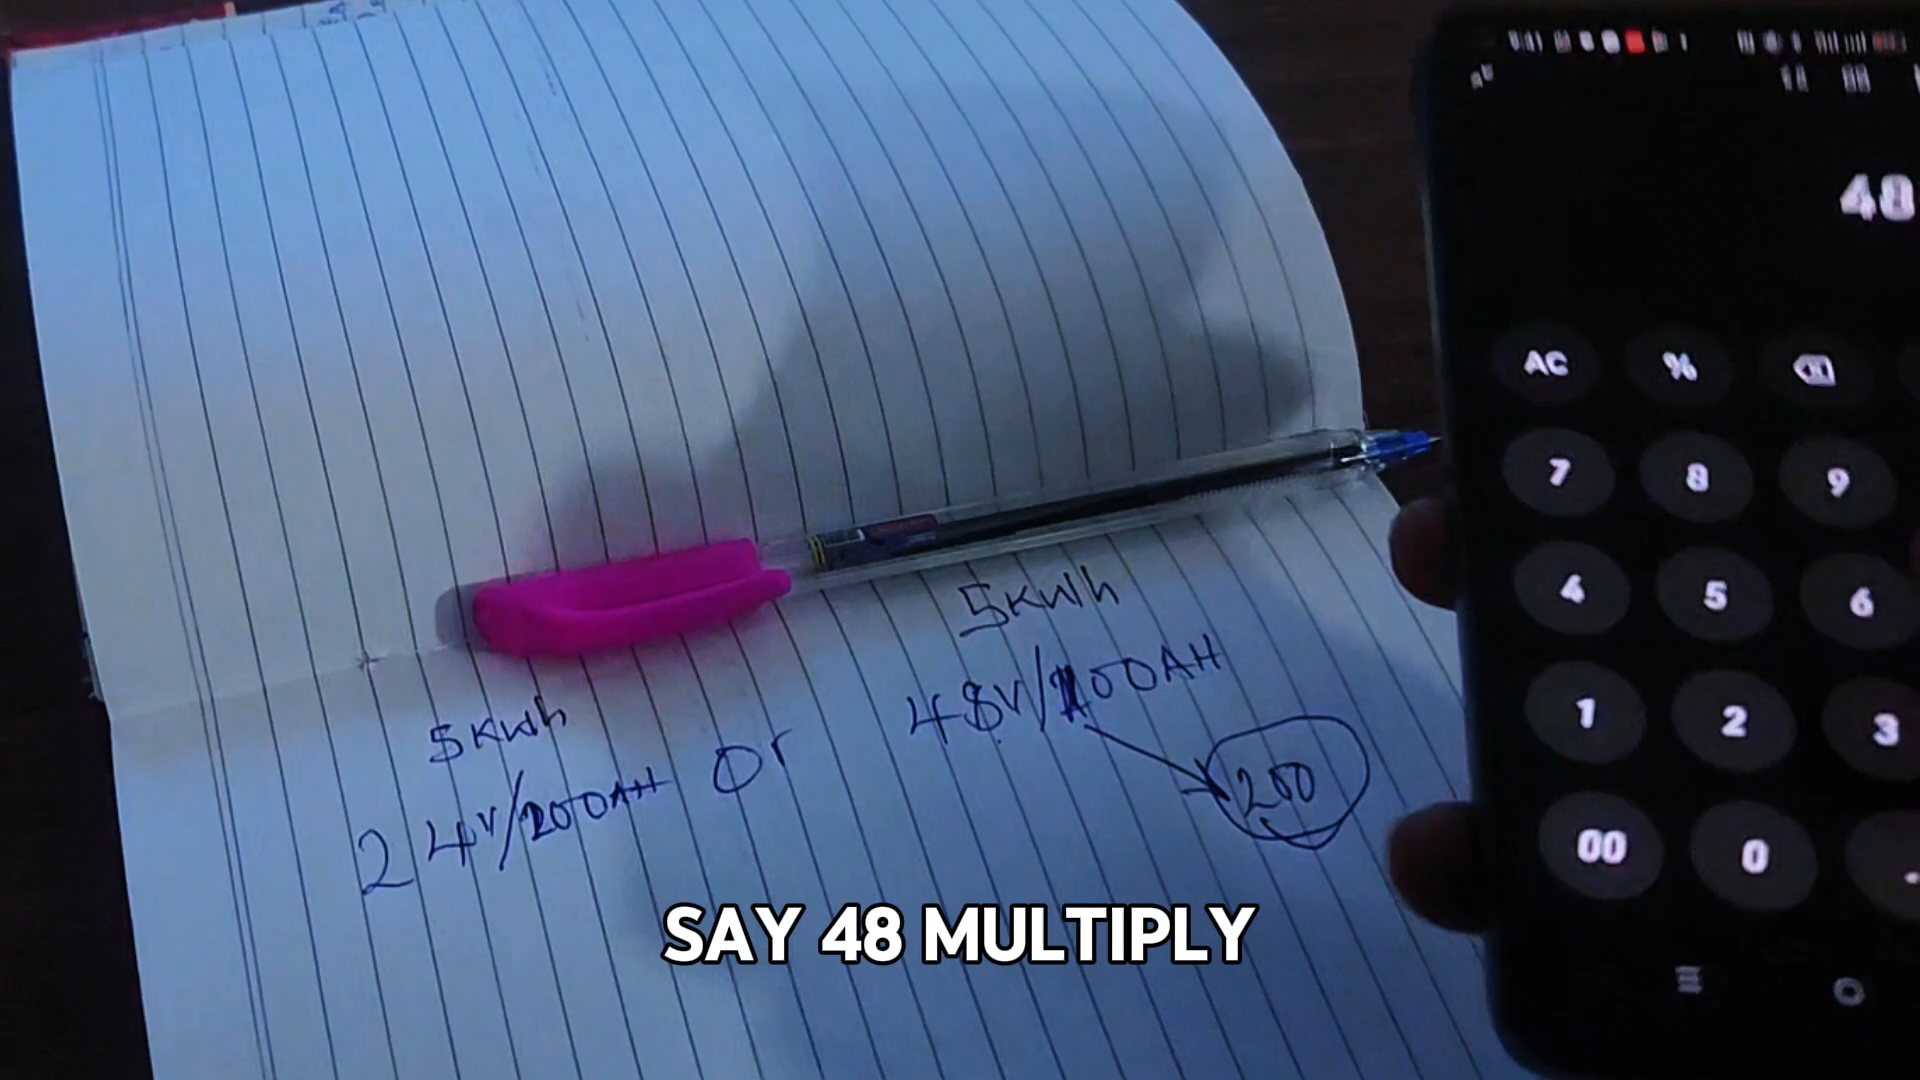 48
AC % 
7 8 9
4 5 6
1 2 3
00 0 .
5KWh
48V/100AH
200
5KWh
24V/200AH or
SAY 48 MULTIPLY